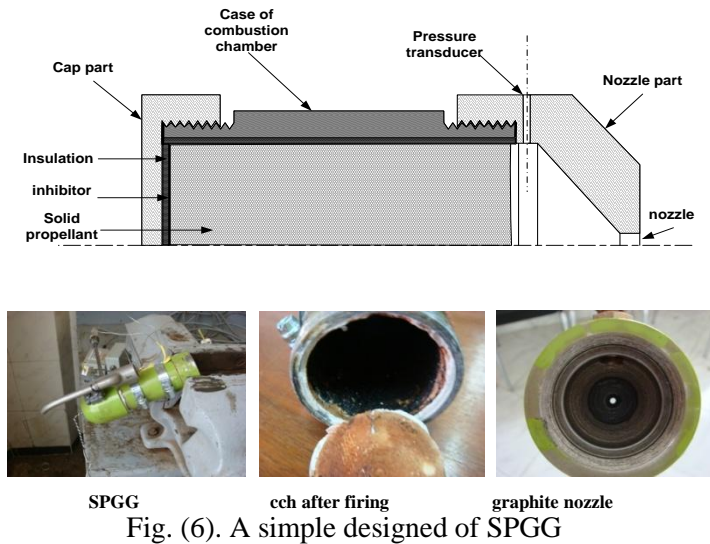 Case of
combustion
chamber
Pressure
transducer
Cap part
Nozzle part
Insulation
inhibitor
Solid
propellant
nozzle
SPGG
cch after firing
graphite nozzle
Fig. (6). A simple designed of SPGG